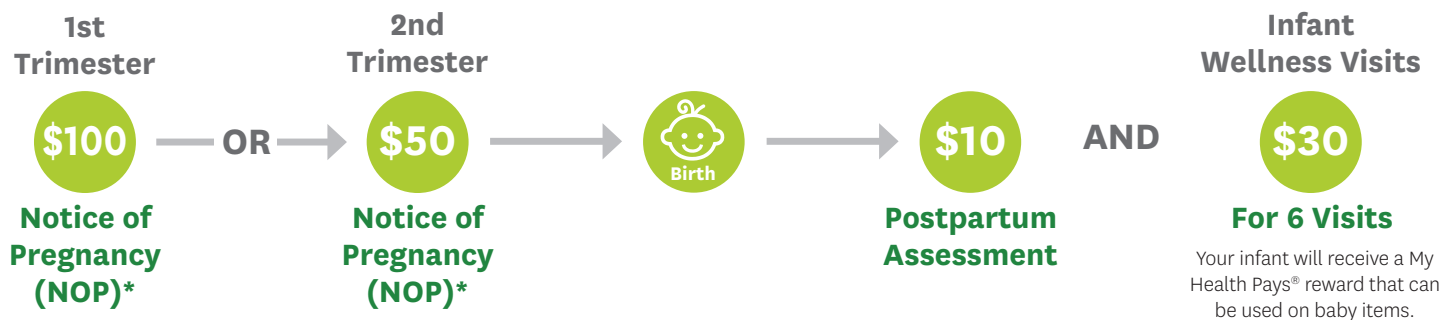 1st
Trimester
$100
Notice of
Pregnancy
(NOP)*
OR
2nd
Trimester
$50
Notice of
Pregnancy
(NOP)*
Birth
$10
Postpartum
Assessment
AND
Infant
Wellness Visits
$30
For 6 Visits
Your infant will receive a My
Health Pays® reward that can
be used on baby items.